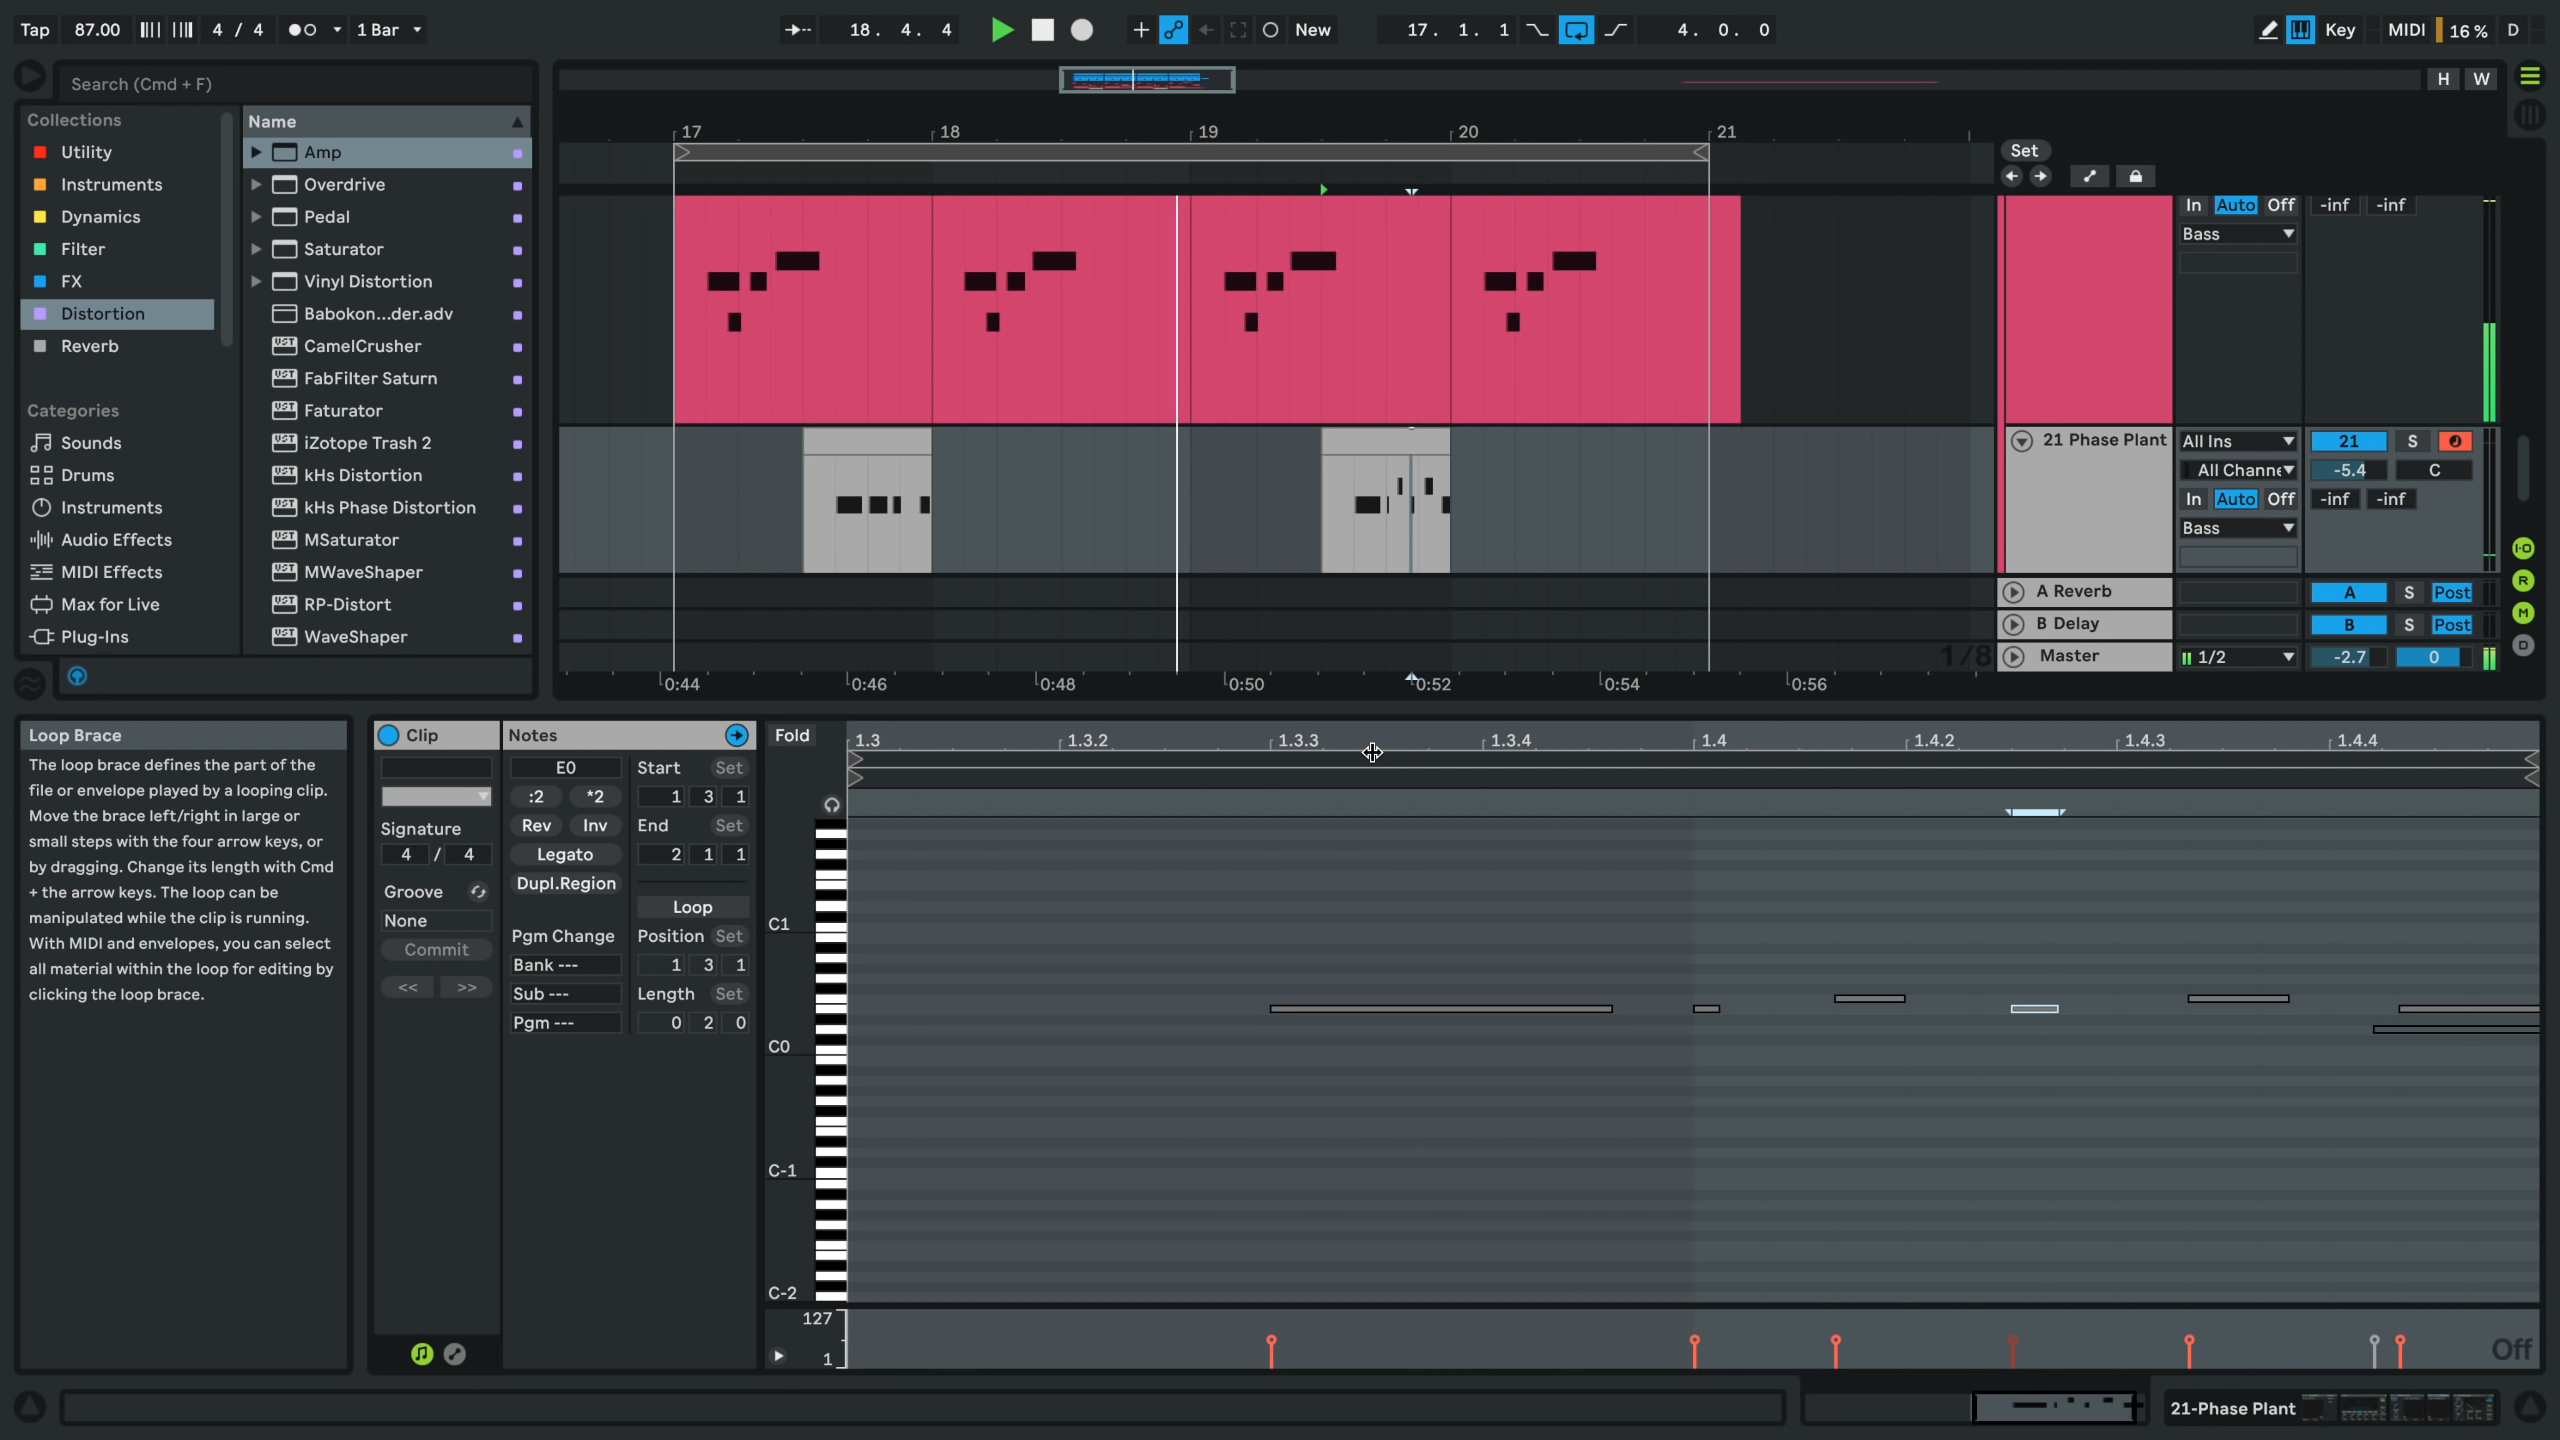 Tap 87.00 4 / 4 1 Bar 18. 4. 4 New 17. 1. 1 4. 0. 0 Key MIDI 16 % D
Search (Cmd + F)
H W
Collections
Utility
Instruments
Dynamics
Filter
FX
Distortion
Reverb
Categories
Sounds
Drums
Instruments
Audio Effects
MIDI Effects
Max for Live
Plug-Ins
Name
Amp
Overdrive
Pedal
Saturator
Vinyl Distortion
Babokon...der.adv
CamelCrusher
FabFilter Saturn
Faturator
iZotope Trash 2
kHs Distortion
kHs Phase Distortion
MSaturator
MWaveShaper
RP-Distort
WaveShaper
17 18 19 20 21
Set
In Auto Off -inf -inf
Bass
21 Phase Plant All Ins 21 S
All Channe -5.4 C
In Auto Off -inf -inf
Bass
A Reverb A S Post
B Delay B S Post
1/8 Master 1/2 -2.7 0
I·O
R
M
D
0:44 0:46 0:48 0:50 0:52 0:54 0:56
Loop Brace
The loop brace defines the part of the
file or envelope played by a looping clip.
Move the brace left/right in large or
small steps with the four arrow keys, or
by dragging. Change its length with Cmd
+ the arrow keys. The loop can be
manipulated while the clip is running.
With MIDI and envelopes, you can select
all material within the loop for editing by
clicking the loop brace.
Clip
Signature
4 / 4
Groove
None
Commit
<< >>
Notes
E0
:2 *2
Rev Inv
Legato
Dupl.Region
Pgm Change
Bank ---
Sub ---
Pgm ---
Start Set
1 3 1
End Set
2 1 1
Loop
Position Set
1 3 1
Length Set
0 2 0
Fold 1.3 1.3.2 1.3.3 1.3.4 1.4 1.4.2 1.4.3 1.4.4
C1
C0
C-1
C-2
127
1
Off
21-Phase Plant